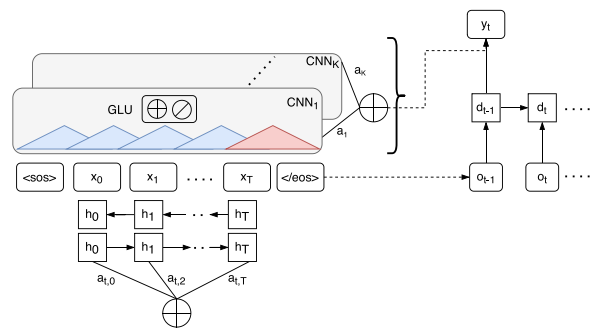 y_t
CNN_K
a_K
GLU
CNN_1
a_1
d_t-1
d_t
....
<sos>
x_0
x_1
....
x_T
</eos>
o_t-1
o_t
....
h_0
h_1
..
h_T
h_0
h_1
..
h_T
a_t,0
a_t,2
a_t,T